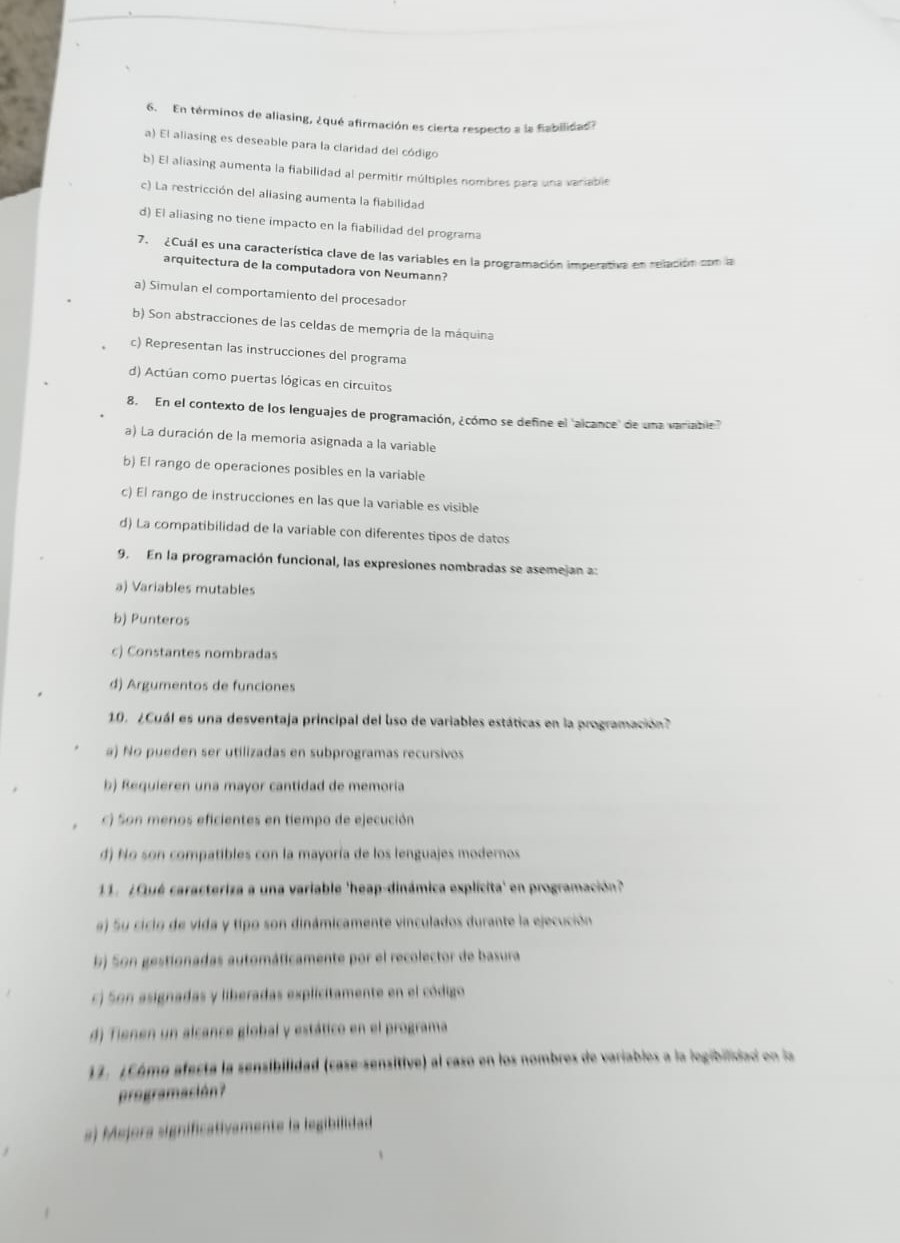 6. En términos de aliasing, ¿qué afirmación es cierta respecto a la fiabilidad?
a) El aliasing es deseable para la claridad del código
b) El aliasing aumenta la fiabilidad al permitir múltiples nombres para una variable
c) La restricción del aliasing aumenta la fiabilidad
d) El aliasing no tiene impacto en la fiabilidad del programa
7. ¿Cuál es una característica clave de las variables en la programación imperativa en relación con la
arquitectura de la computadora von Neumann?
a) Simulan el comportamiento del procesador
b) Son abstracciones de las celdas de memoria de la máquina
c) Representan las instrucciones del programa
d) Actúan como puertas lógicas en circuitos
8. En el contexto de los lenguajes de programación, ¿cómo se define el 'alcance' de una variable?
a) La duración de la memoria asignada a la variable
b) El rango de operaciones posibles en la variable
c) El rango de instrucciones en las que la variable es visible
d) La compatibilidad de la variable con diferentes tipos de datos
9. En la programación funcional, las expresiones nombradas se asemejan a:
a) Variables mutables
b) Punteros
c) Constantes nombradas
d) Argumentos de funciones
10. ¿Cuál es una desventaja principal del uso de variables estáticas en la programación?
a) No pueden ser utilizadas en subprogramas recursivos
b) Requieren una mayor cantidad de memoria
c) Son menos eficientes en tiempo de ejecución
d) No son compatibles con la mayoría de los lenguajes modernos
11. ¿Qué caracteriza a una variable 'heap-dinámica explícita' en programación?
a) Su ciclo de vida y tipo son dinámicamente vinculados durante la ejecución
b) Son gestionadas automáticamente por el recolector de basura
c) Son asignadas y liberadas explícitamente en el código
d) Tienen un alcance global y estático en el programa
12. ¿Cómo afecta la sensibilidad (case-sensitive) al caso en los nombres de variables a la legibilidad en la
programación?
a) Mejora significativamente la legibilidad